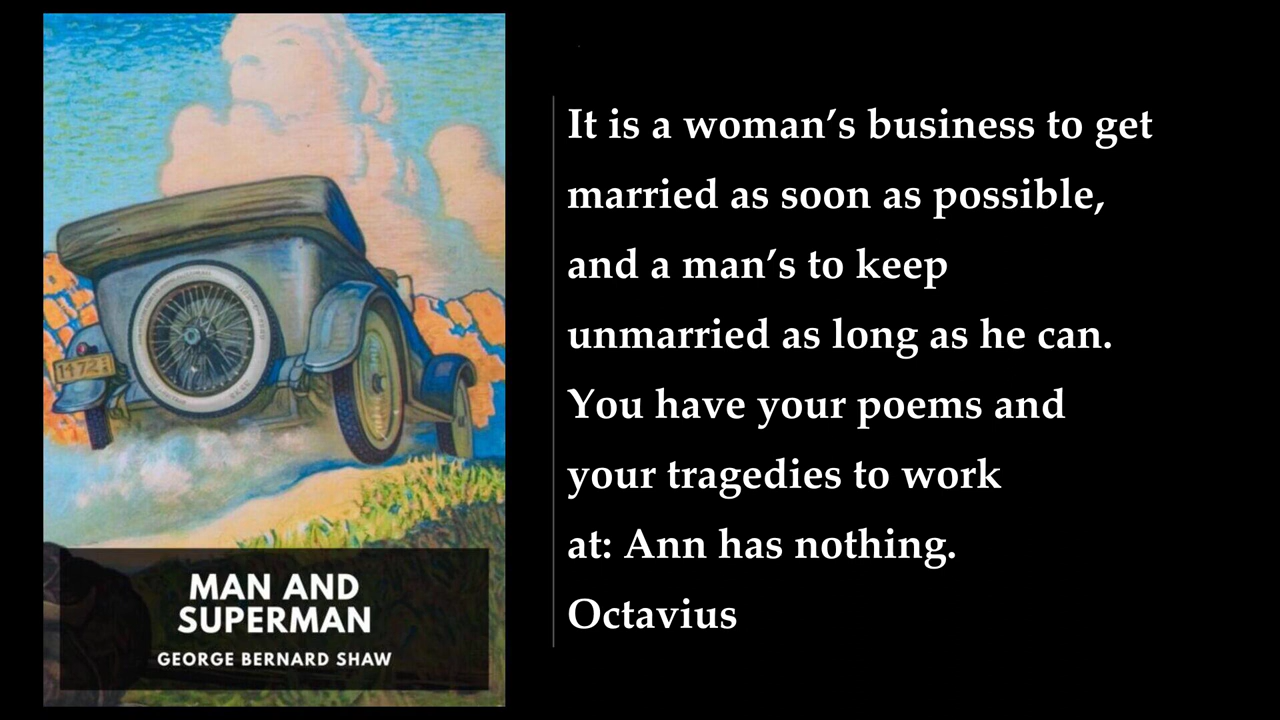 It is a woman’s business to get
married as soon as possible,
and a man’s to keep
unmarried as long as he can.
You have your poems and
your tragedies to work
at: Ann has nothing.
Octavius
1472
MAN AND
SUPERMAN
GEORGE BERNARD SHAW